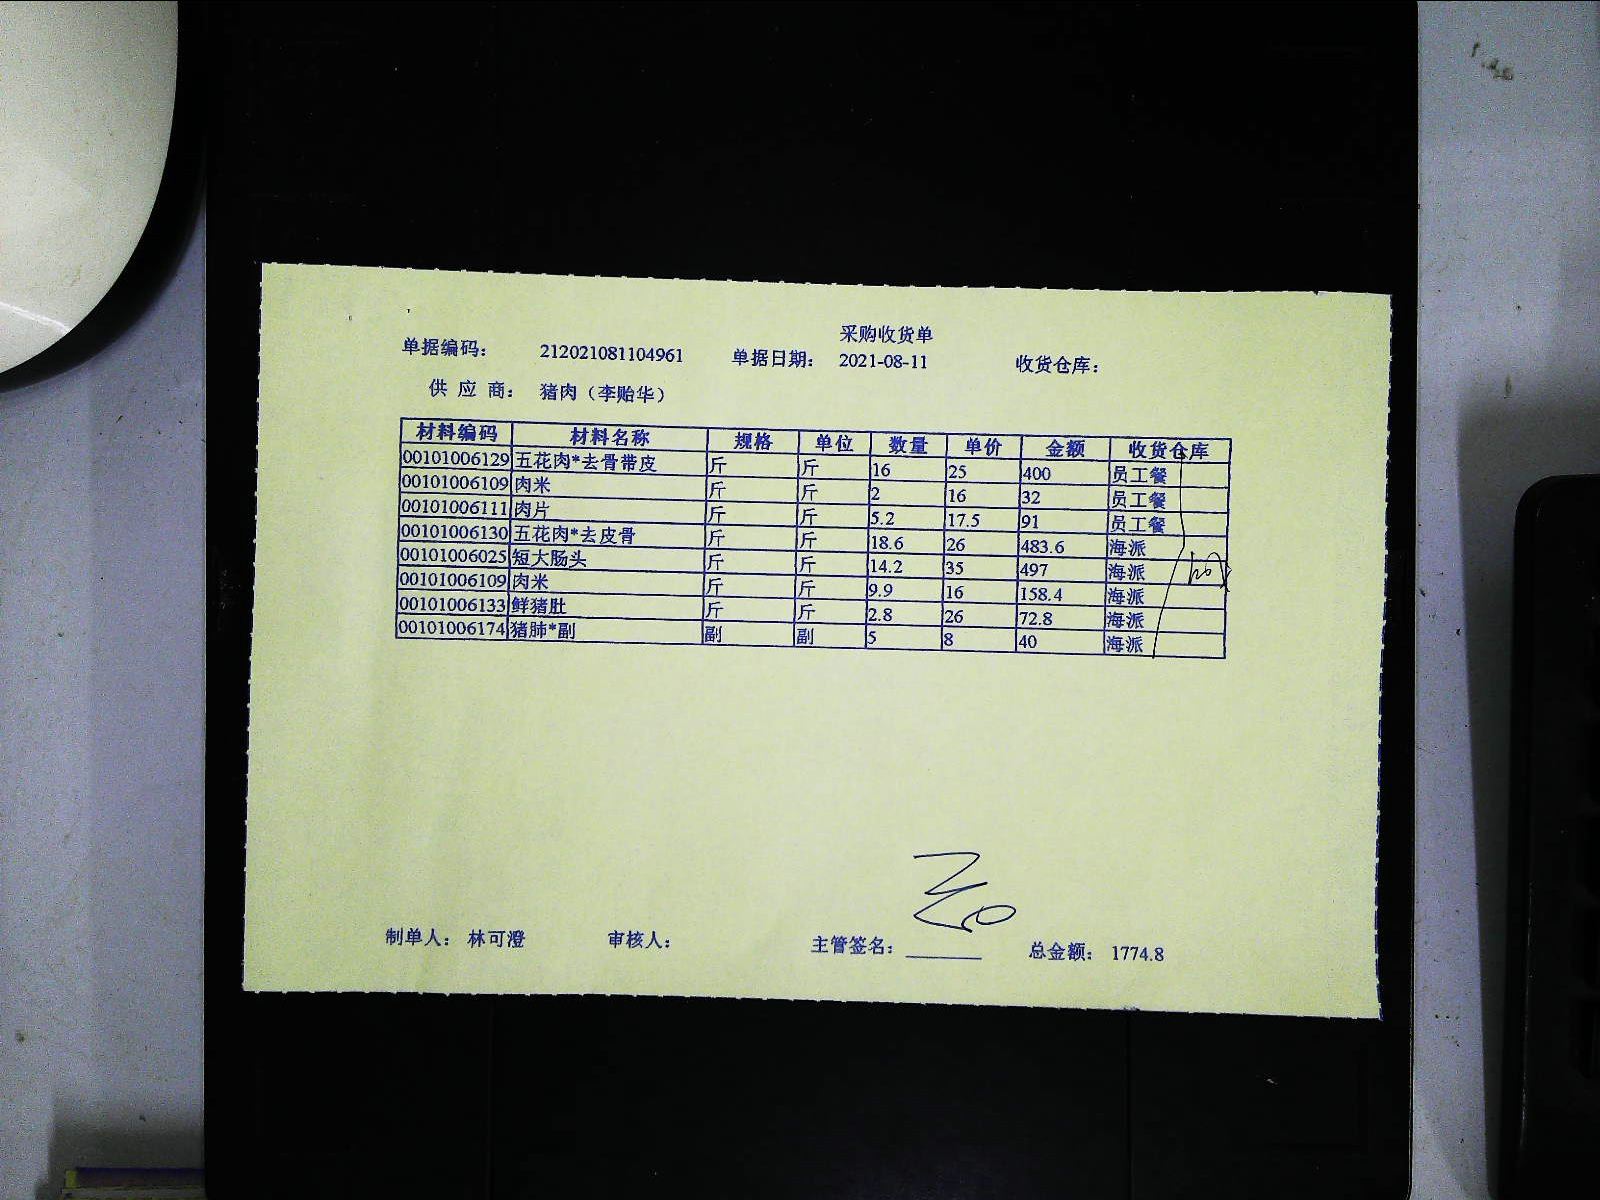 采购收货单
单据编码： 212021081104961 单据日期： 2021-08-11 收货仓库：
供 应 商： 猪肉（李贻华）
材料编码 材料名称 规格 单位 数量 单价 金额 收货仓库
00101006129 五花肉*去骨带皮 斤 斤 16 25 400 员工餐
00101006109 肉米 斤 斤 2 16 32 员工餐
00101006111 肉片 斤 斤 5.2 17.5 91 员工餐
00101006130 五花肉*去皮骨 斤 斤 18.6 26 483.6 海派
00101006025 短大肠头 斤 斤 14.2 35 497 海派
00101006109 肉米 斤 斤 9.9 16 158.4 海派
00101006133 鲜猪肚 斤 斤 2.8 26 72.8 海派
00101006174 猪肺*副 副 副 5 8 40 海派
制单人： 林可澄 审核人： 主管签名： 总金额： 1774.8